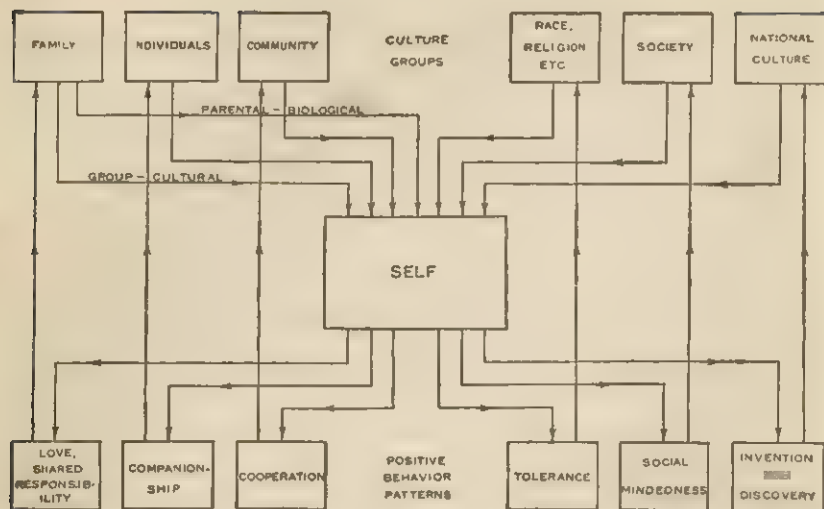 FAMILY
NDIVIDUALS
COMMUNITY
CULTURE
GROUPS
RACE,
RELIGION
ETC
SOCIETY
NATIONAL
CULTURE
PARENTAL - BIOLOGICAL
GROUP - CULTURAL
SELF
LOVE,
SHARED
RESPONSIB-
ILITY
COMPANION-
SHIP
COOPERATION
POSITIVE
BEHAVIOR
PATTERNS
TOLERANCE
SOCIAL
MINDEDNESS
INVENTION
DISCOVERY